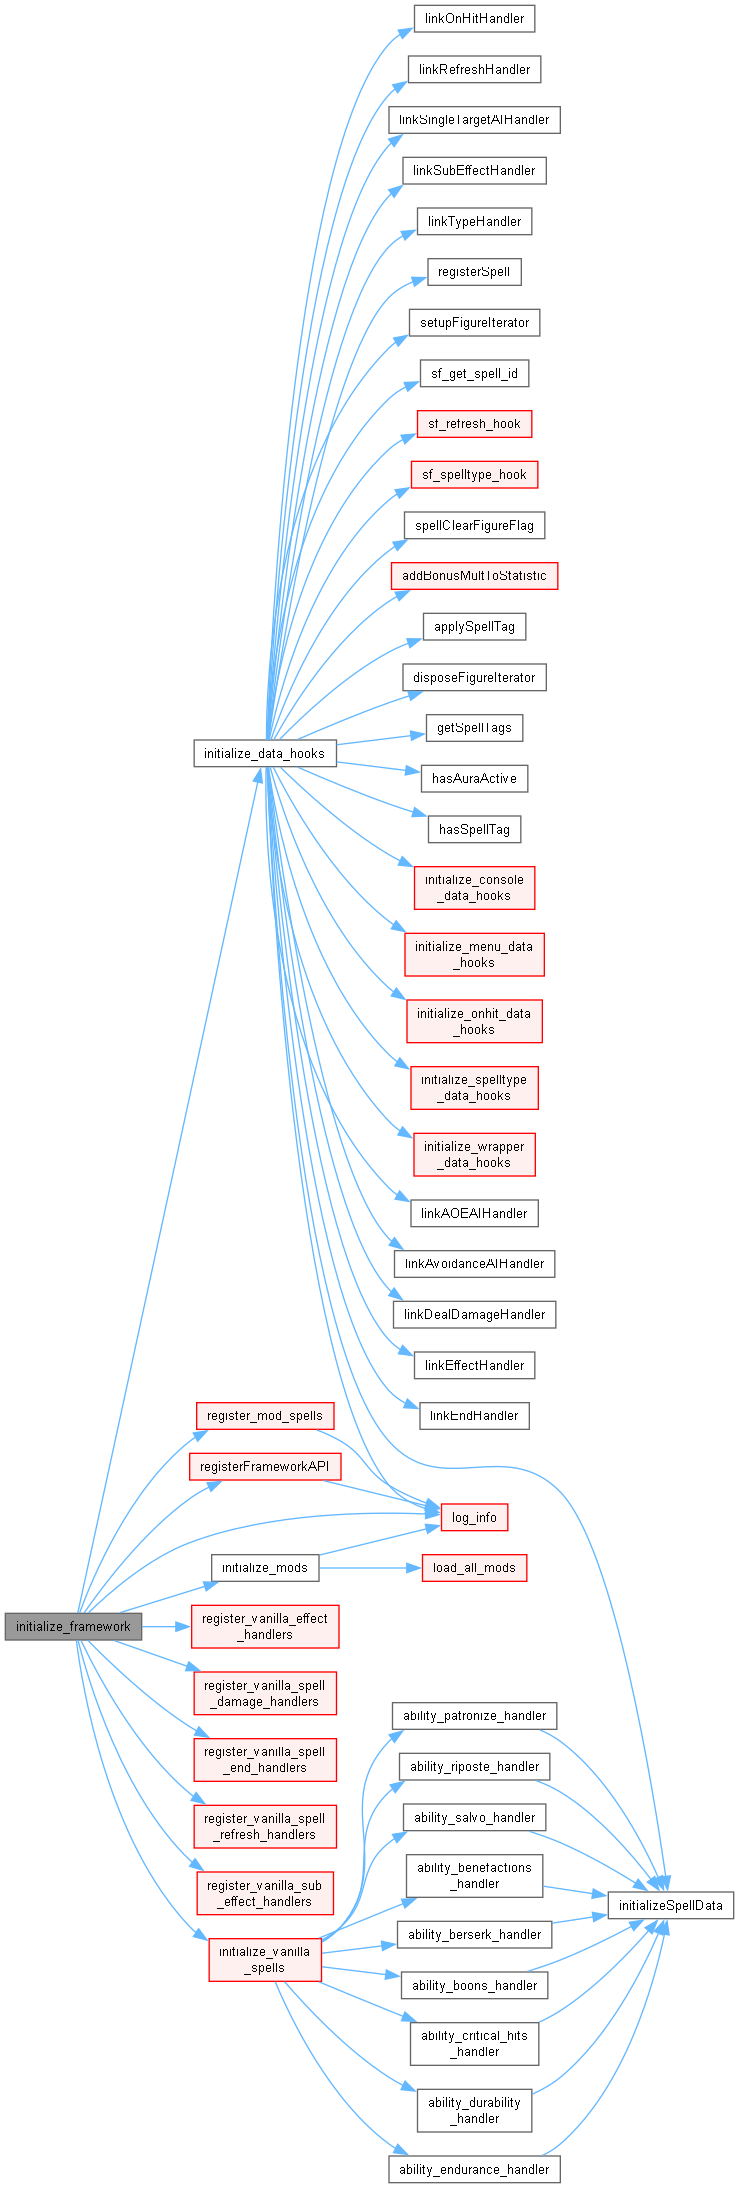 linkOnHitHandler
linkRefreshHandler
linkSingleTargetAIHandler
linkSubEffectHandler
linkTypeHandler
registerSpell
setupFigureIterator
sf_get_spell_id
sf_refresh_hook
sf_spelltype_hook
spellClearFigureFlag
addBonusMultToStatistic
applySpellTag
disposeFigureIterator
getSpellTags
initialize_data_hooks
hasAuraActive
hasSpellTag
initialize_console
_data_hooks
initialize_menu_data
_hooks
initialize_onhit_data
_hooks
initialize_spelltype
_data_hooks
initialize_wrapper
_data_hooks
linkAOEAIHandler
linkAvoidanceAIHandler
linkDealDamageHandler
linkEffectHandler
linkEndHandler
register_mod_spells
registerFrameworkAPI
log_info
initialize_mods
load_all_mods
initialize_framework
register_vanilla_effect
_handlers
register_vanilla_spell
_damage_handlers
ability_patronize_handler
register_vanilla_spell
_end_handlers
ability_riposte_handler
register_vanilla_spell
_refresh_handlers
ability_salvo_handler
ability_benefactions
_handler
register_vanilla_sub
_effect_handlers
initializeSpellData
ability_berserk_handler
initialize_vanilla
_spells
ability_boons_handler
ability_critical_hits
_handler
ability_durability
_handler
ability_endurance_handler